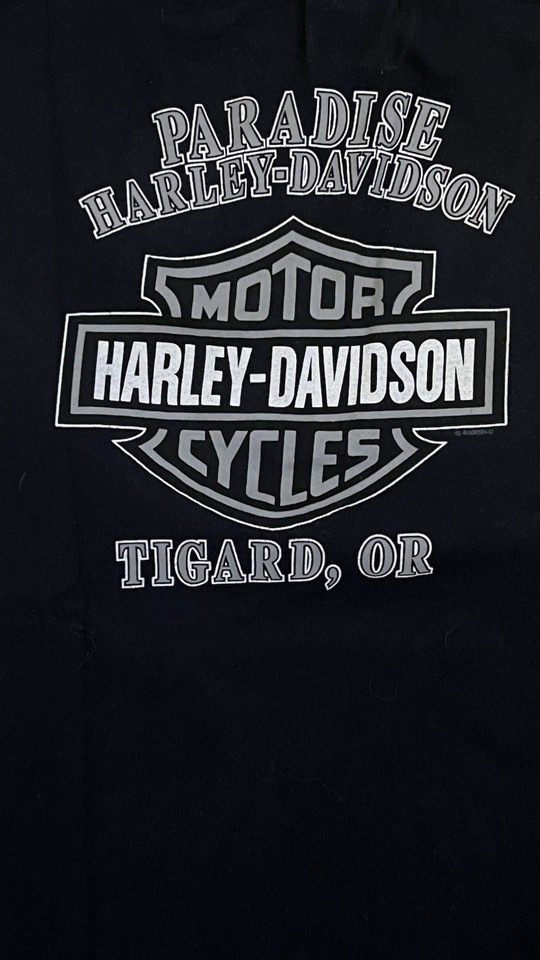 PARADISE
HARLEY-DAVIDSON
MOTOR
HARLEY-DAVIDSON
CYCLES
TIGARD, OR